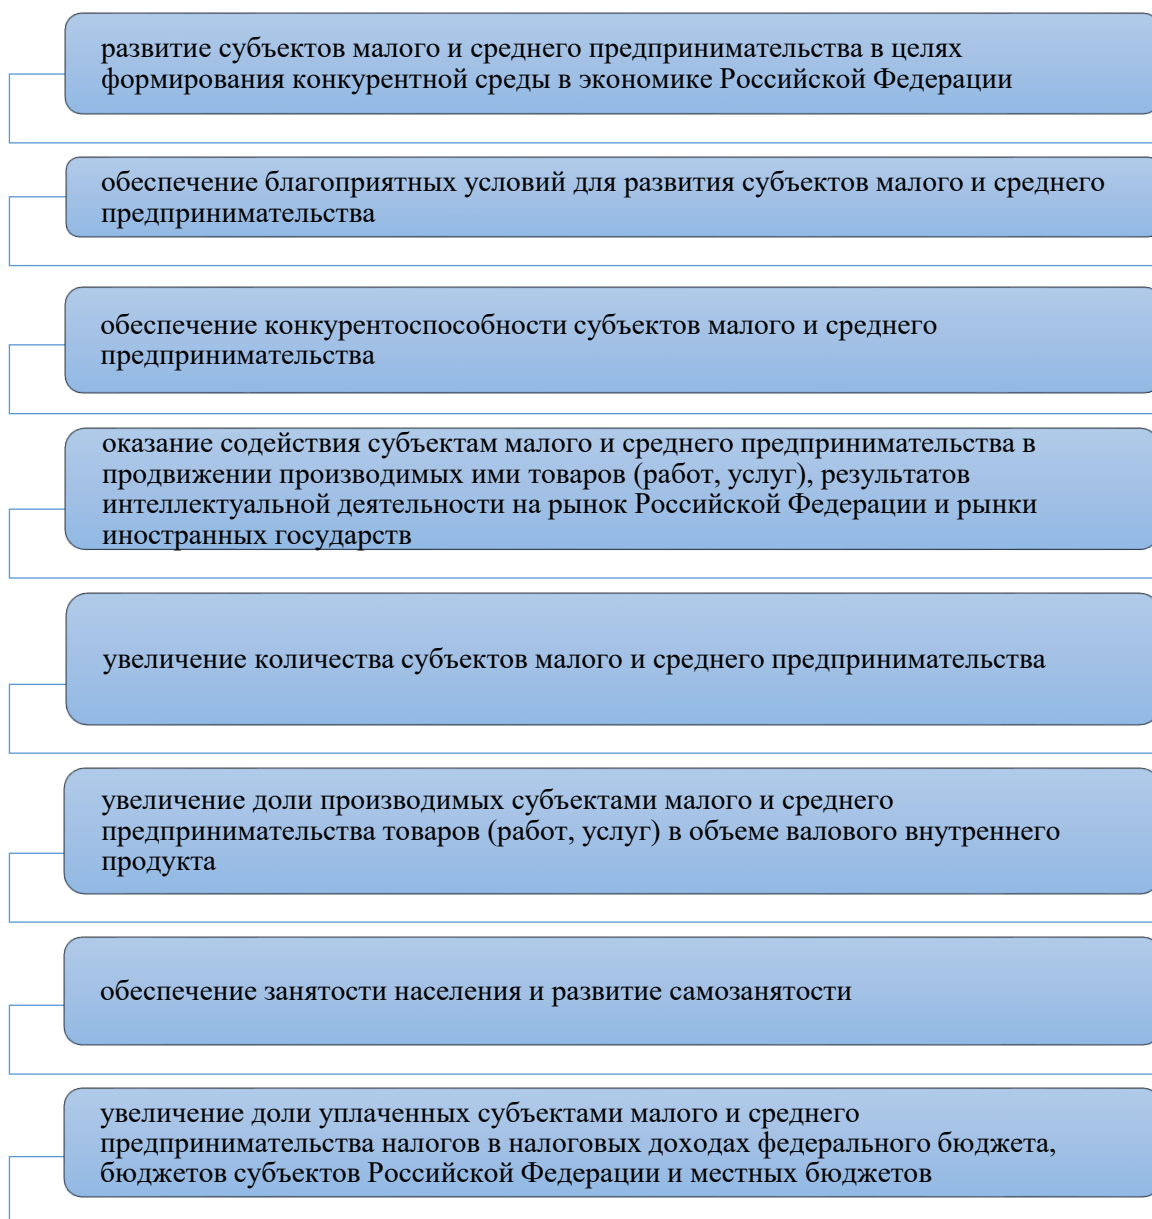 развитие субъектов малого и среднего предпринимательства в целях
формирования конкурентной среды в экономике Российской Федерации
обеспечение благоприятных условий для развития субъектов малого и среднего
предпринимательства
обеспечение конкурентоспособности субъектов малого и среднего
предпринимательства
оказание содействия субъектам малого и среднего предпринимательства в
продвижении производимых ими товаров (работ, услуг), результатов
интеллектуальной деятельности на рынок Российской Федерации и рынки
иностранных государств
увеличение количества субъектов малого и среднего предпринимательства
увеличение доли производимых субъектами малого и среднего
предпринимательства товаров (работ, услуг) в объеме валового внутреннего
продукта
обеспечение занятости населения и развитие самозанятости
увеличение доли уплаченных субъектами малого и среднего
предпринимательства налогов в налоговых доходах федерального бюджета,
бюджетов субъектов Российской Федерации и местных бюджетов